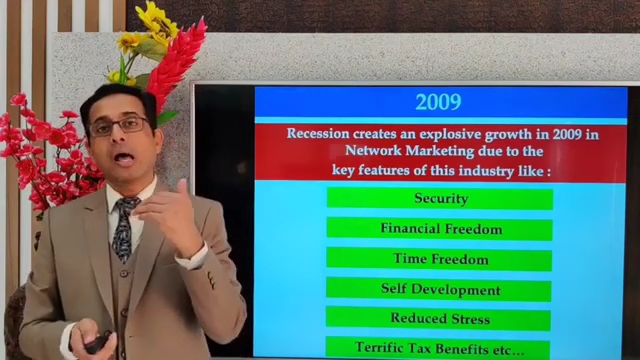 2009
Recession creates an explosive growth in 2009 in
Network Marketing due to the
key features of this industry like :
Security
Financial Freedom
Time Freedom
Self Development
Reduced Stress
Terrific Tax Benefits etc...